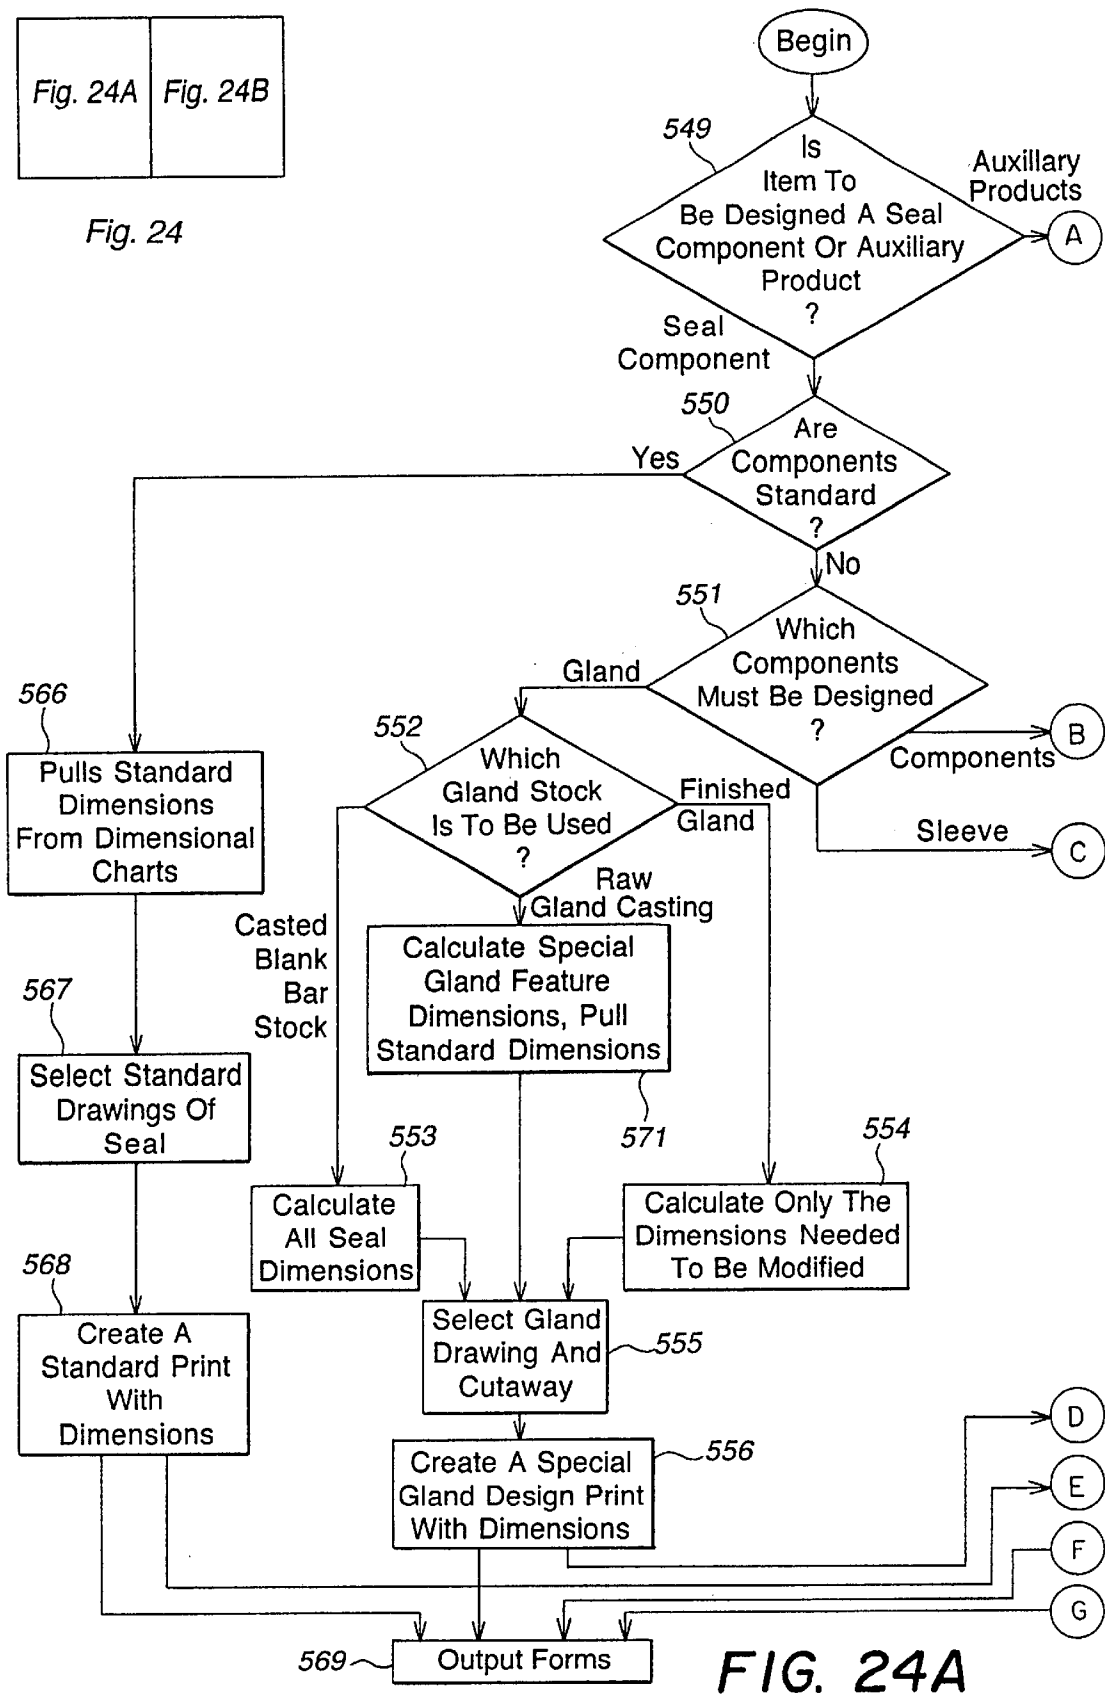 Fig. 24A
Fig. 24B
Fig. 24
Begin
549
Is
Item To
Be Designed A Seal
Component Or Auxiliary
Product
?
Auxillary
Products
A
Seal
Component
550
Are
Components
Standard
?
Yes
No
551
Which
Components
Must Be Designed
?
Gland
B
Components
Sleeve
C
552
Which
Gland Stock
Is To Be Used
?
Finished
Gland
Raw
Gland Casting
Casted
Blank
Bar
Stock
566
Pulls Standard
Dimensions
From Dimensional
Charts
567
Select Standard
Drawings Of
Seal
568
Create A
Standard Print
With
Dimensions
Calculate Special
Gland Feature
Dimensions, Pull
Standard Dimensions
571
553
Calculate
All Seal
Dimensions
554
Calculate Only The
Dimensions Needed
To Be Modified
Select Gland
Drawing And
Cutaway
555
Create A Special
Gland Design Print
With Dimensions
556
D
E
F
G
569
Output Forms
FIG. 24A